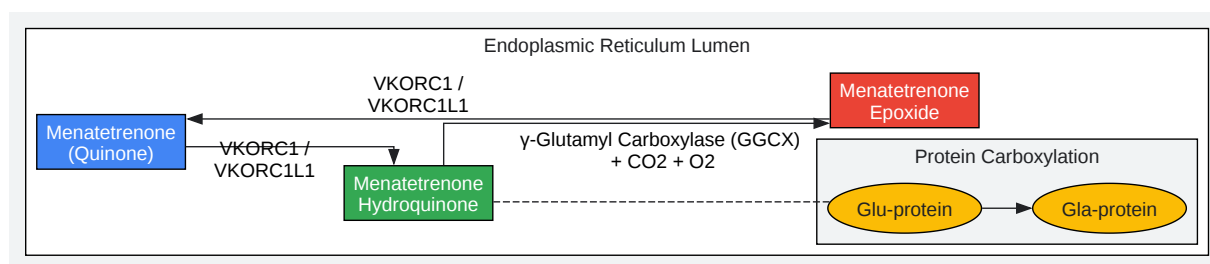 Endoplasmic Reticulum Lumen
VKORC1 /
VKORC1L1
Menatetrenone
Epoxide
Menatetrenone
(Quinone)
VKORC1 /
VKORC1L1
γ-Glutamyl Carboxylase (GGCX)
+ CO2 + O2
Menatetrenone
Hydroquinone
Protein Carboxylation
Glu-protein
Gla-protein